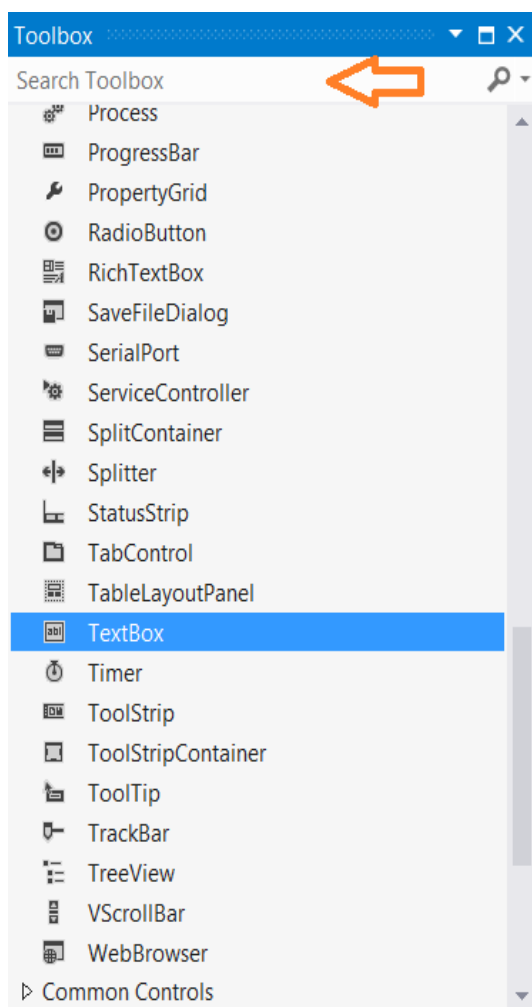 Toolbox
Search Toolbox
Process
ProgressBar
PropertyGrid
RadioButton
RichTextBox
SaveFileDialog
SerialPort
ServiceController
SplitContainer
Splitter
StatusStrip
TabControl
TableLayoutPanel
abl TextBox
Timer
ToolStrip
ToolStripContainer
ToolTip
TrackBar
TreeView
VScrollBar
WebBrowser
Common Controls